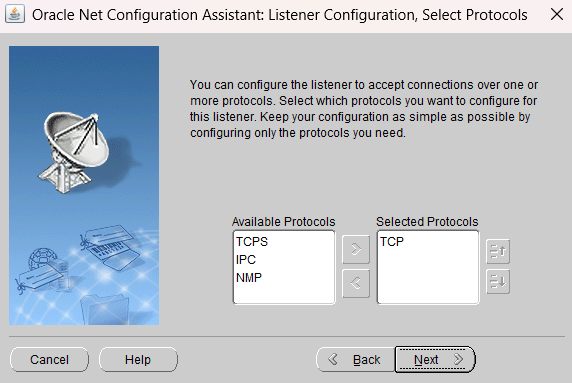 Oracle Net Configuration Assistant: Listener Configuration, Select Protocols
You can configure the listener to accept connections over one or
more protocols. Select which protocols you want to configure for
this listener. Keep your configuration as simple as possible by
configuring only the protocols you need.
Available Protocols
TCPS
IPC
NMP
Selected Protocols
TCP
Cancel
Help
Back
Next